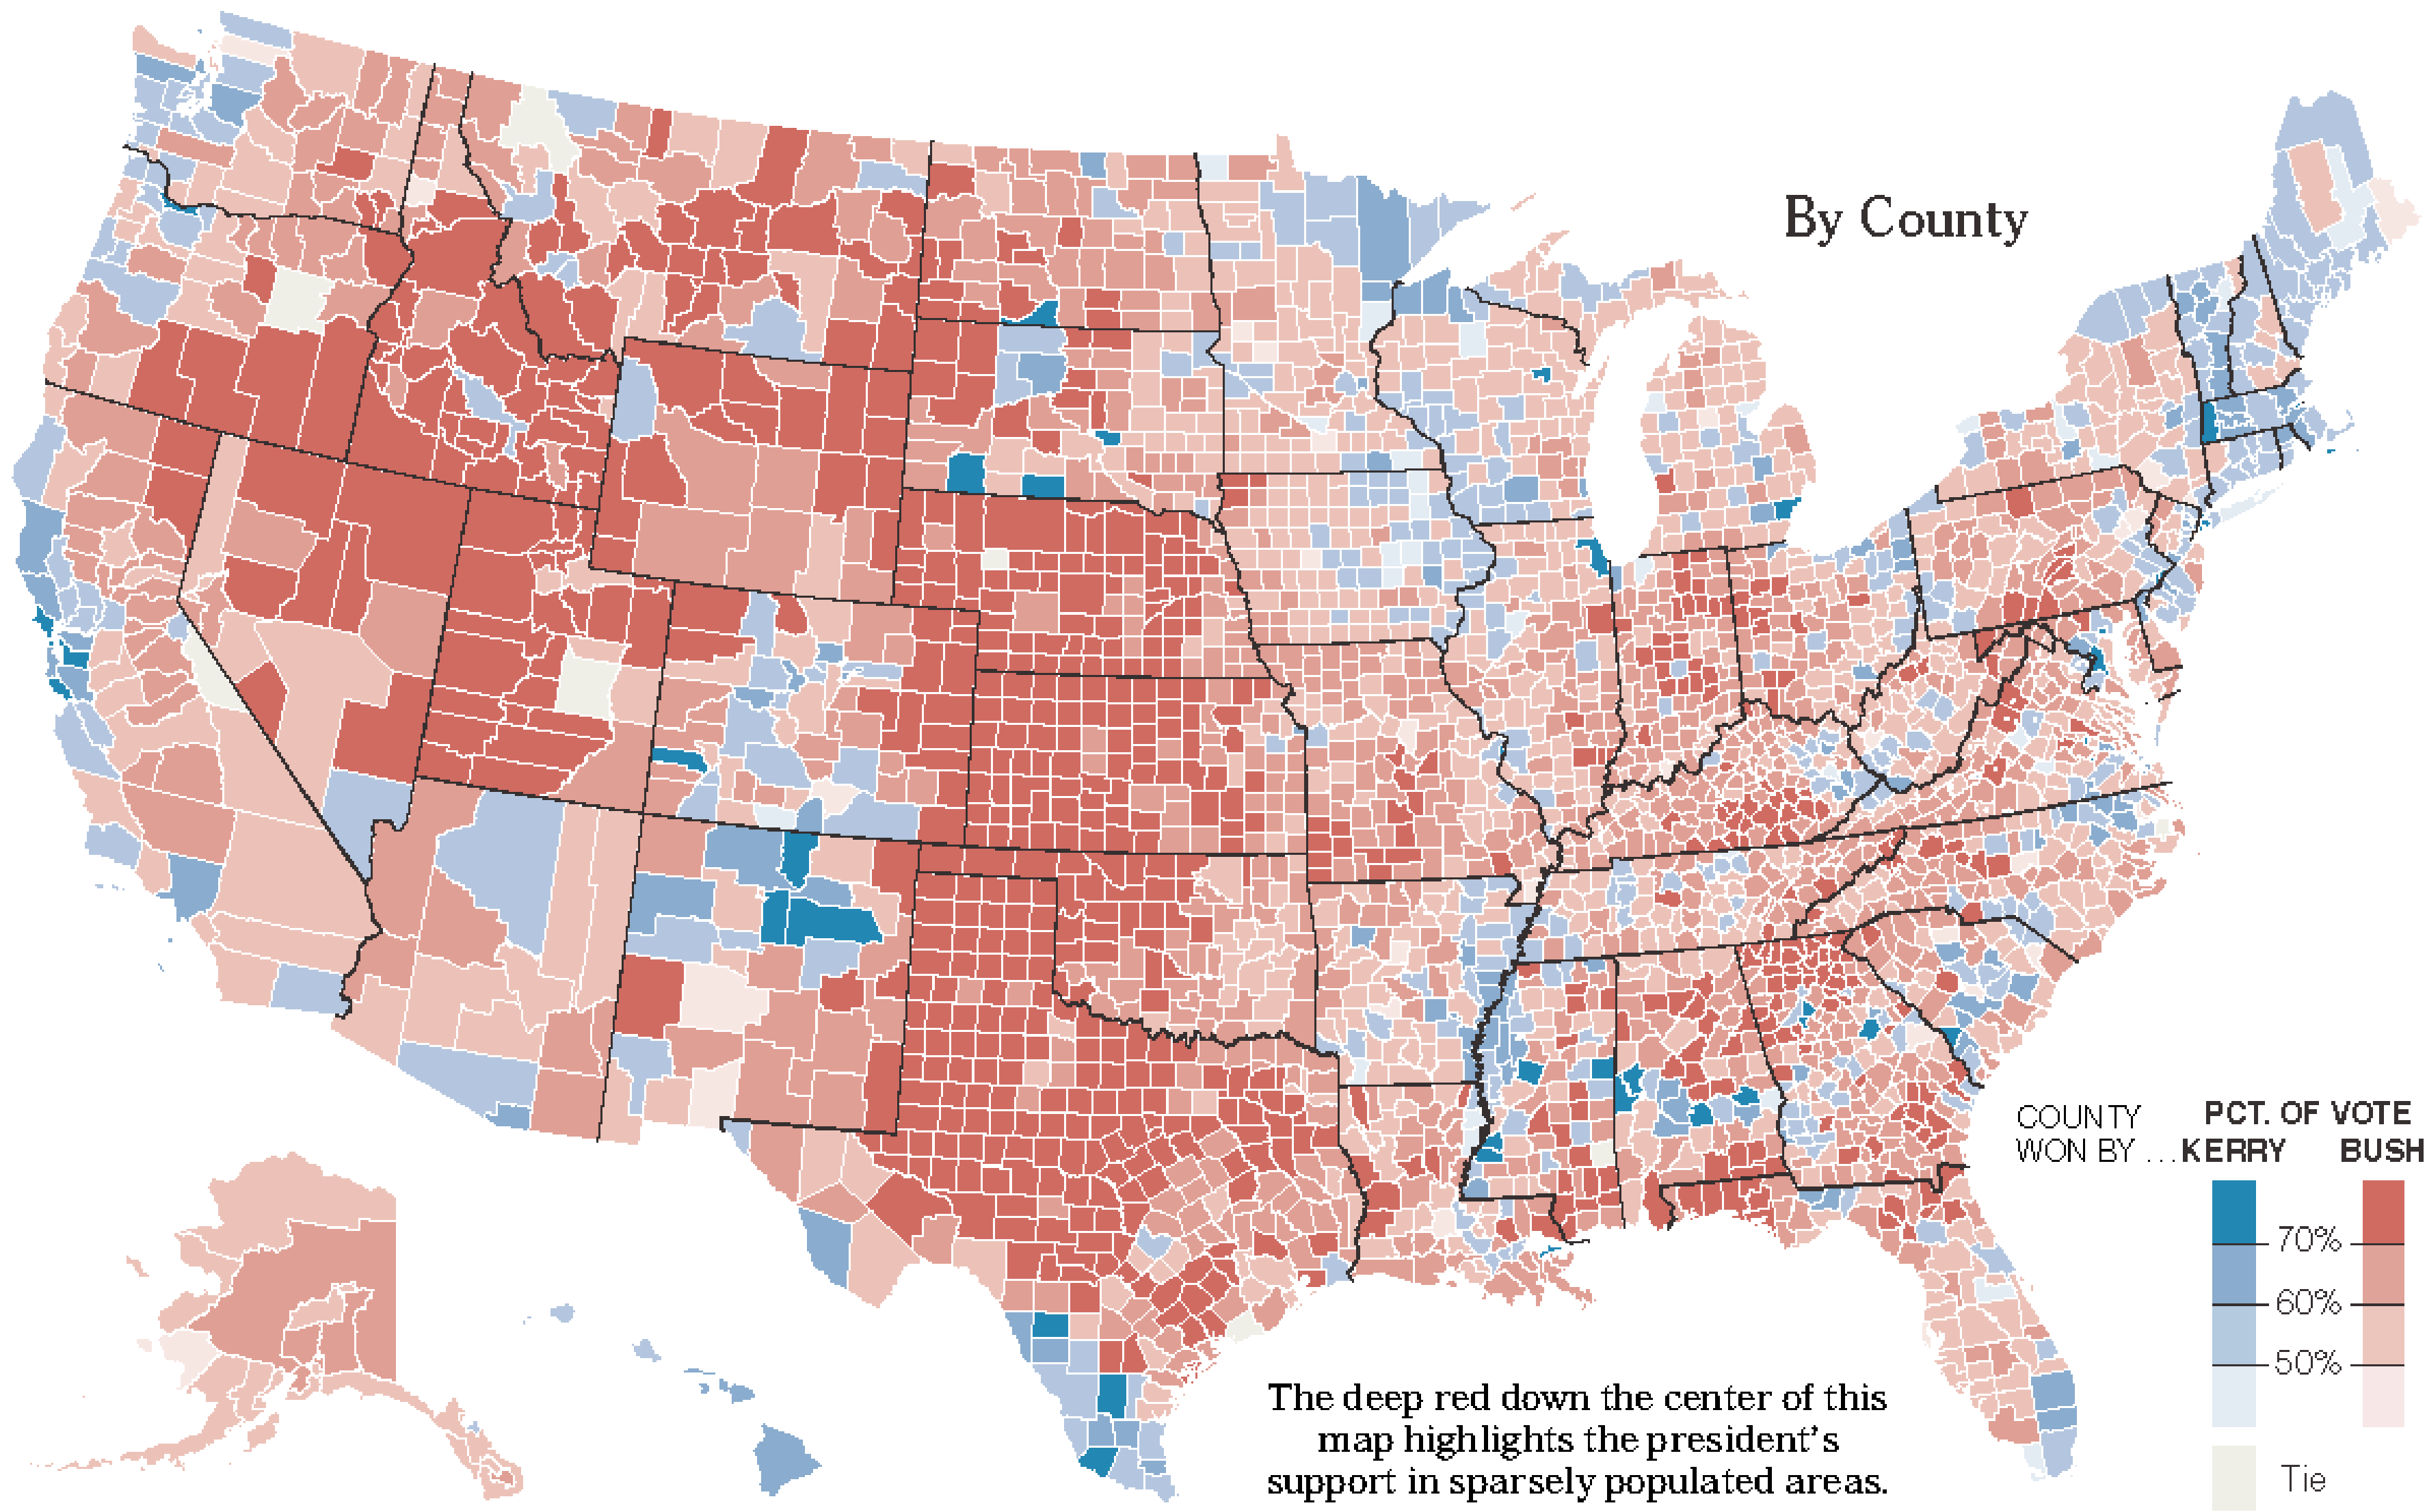 By County
COUNTY PCT. OF VOTE
WON BY ... KERRY BUSH
70%
60%
50%
Tie
The deep red down the center of this
map highlights the president's
support in sparsely populated areas.